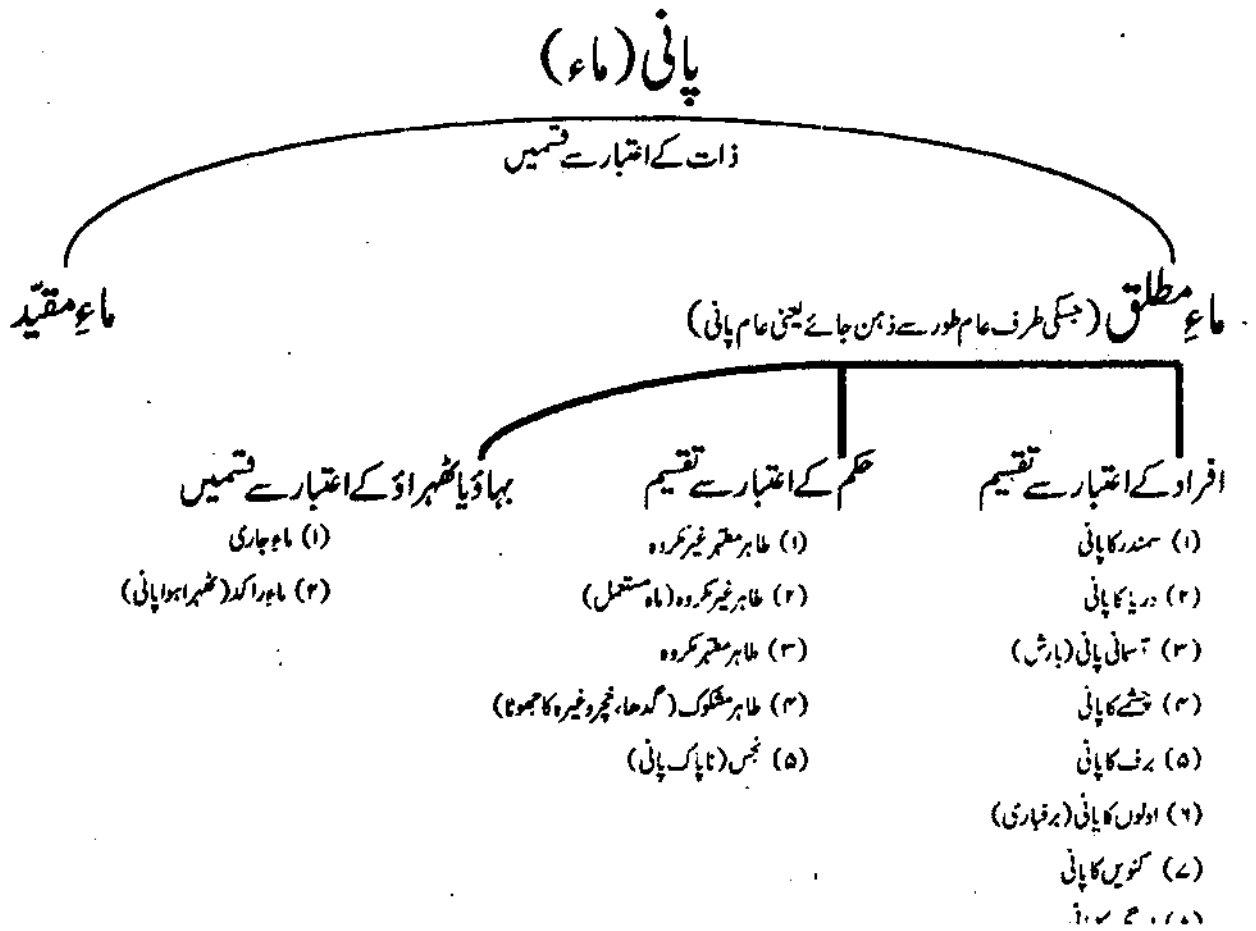 پانی (ماء)
ذات کے اعتبار سے قسمیں
ماءِ مطلق (جسکی طرف عام طور سے ذہن جائے یعنی عام پانی)
ماءِ مقیّد
افراد کے اعتبار سے تقسیم
(۱) سمندر کا پانی
(۲) دریا کا پانی
(۳) آسمانی پانی (بارش)
(۴) چشمے کا پانی
(۵) برف کا پانی
(۶) اولوں کا پانی (برفباری)
(۷) کنویں کا پانی
حکم کے اعتبار سے تقسیم
(۱) طاہر مطہر غیر مکروہ
(۲) طاہر غیر مکروہ (ماء مستعمل)
(۳) طاہر مطہر مکروہ
(۴) طاہر مشکوک (گدھا، خچر وغیرہ کا جھوٹا)
(۵) نجس (ناپاک پانی)
بہاؤ یا ٹھہراؤ کے اعتبار سے قسمیں
(۱) ماءِ جاری
(۲) ماءِ راکد (ٹھہرا ہوا پانی)